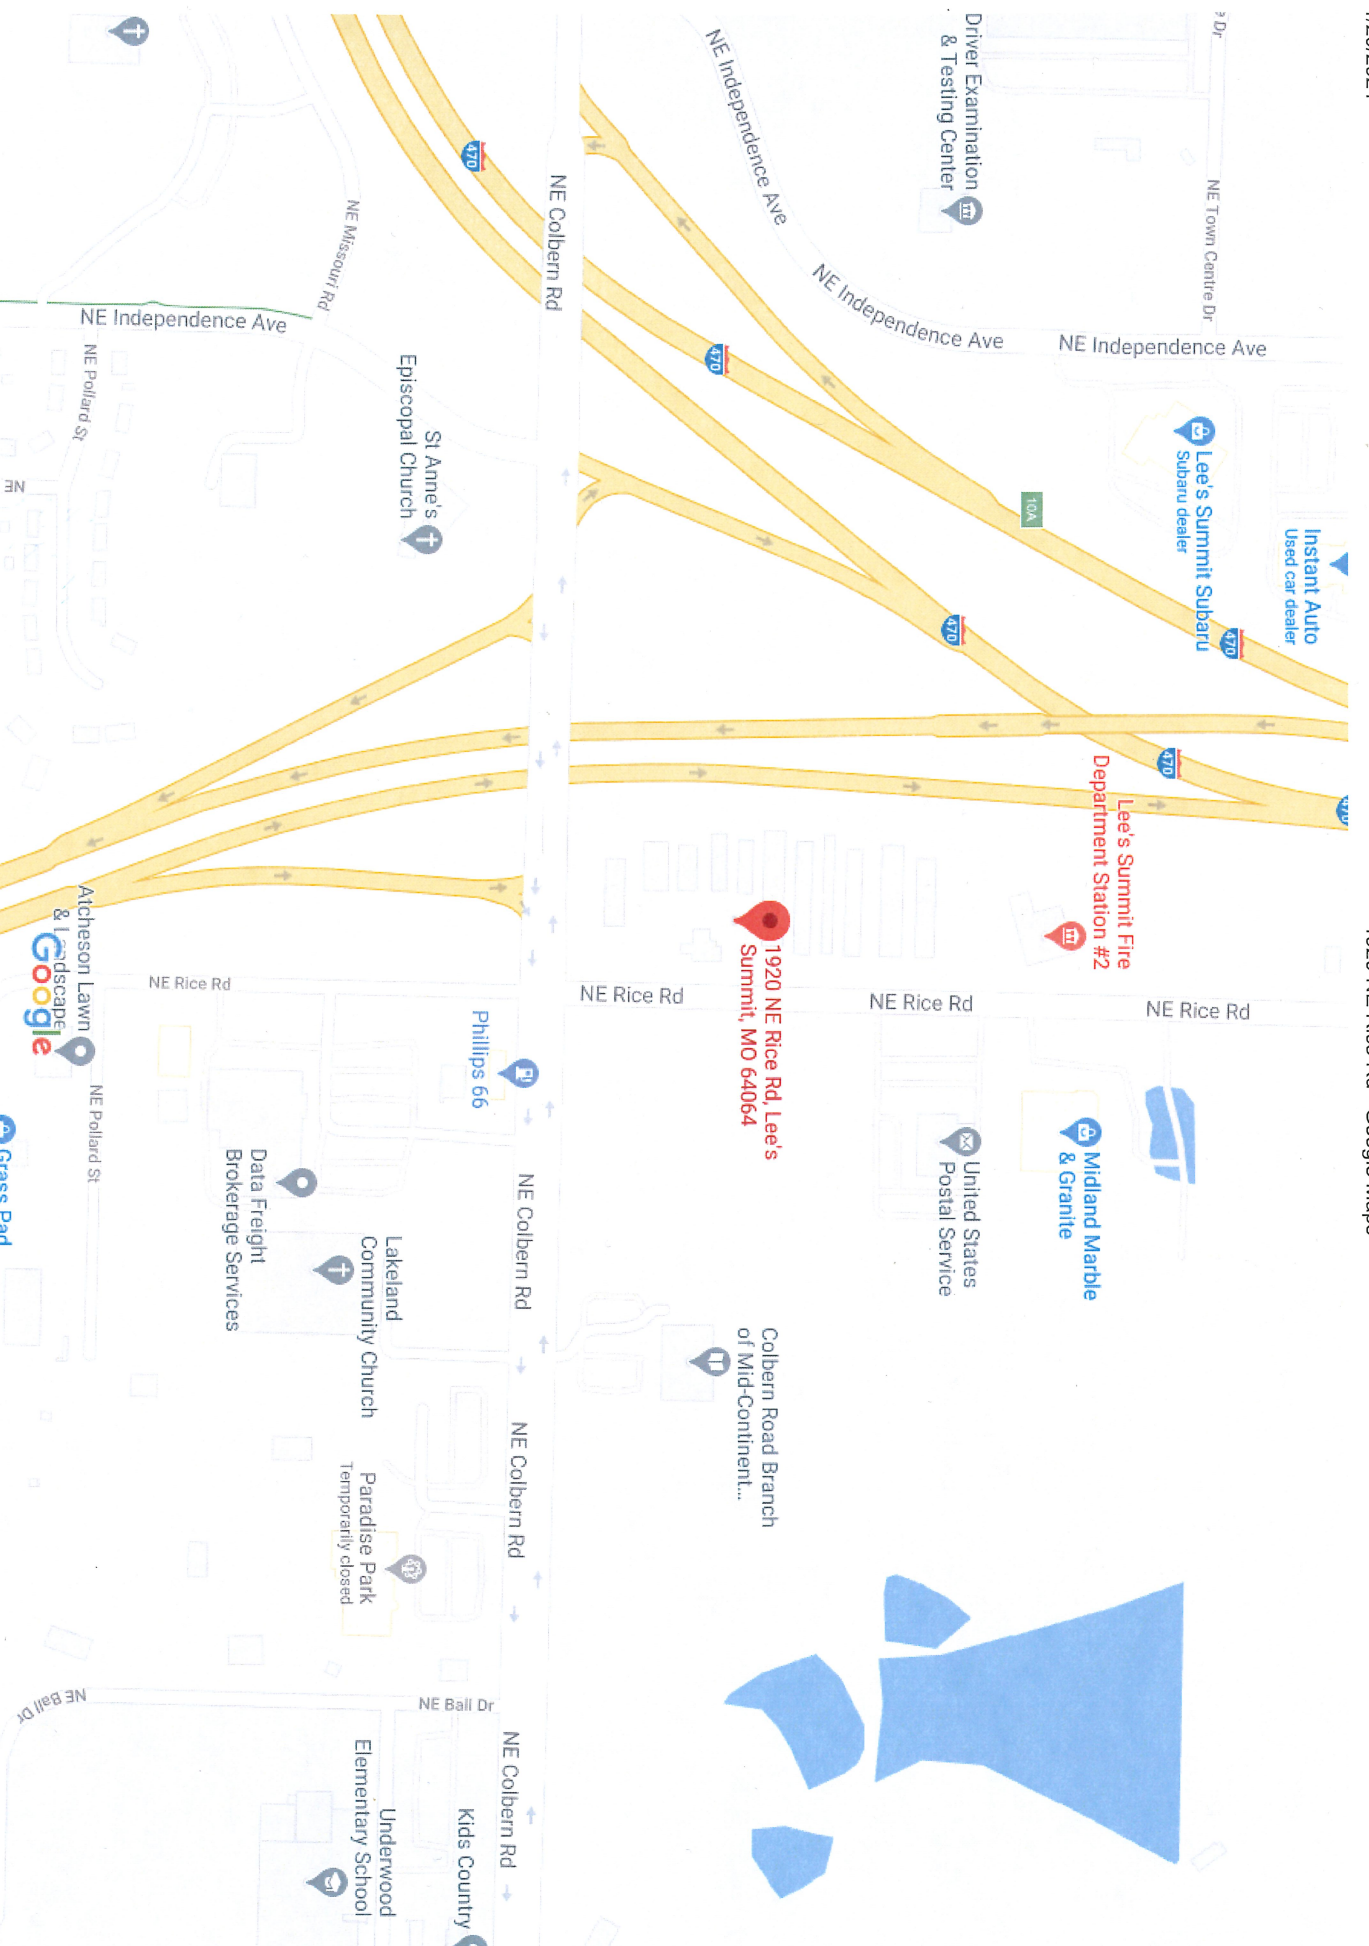 Instant Auto
Used car dealer
NE Independence Ave
NE Town Centre Dr
Lee's Summit Subaru
Subaru dealer
470
470
470
NE Rice Rd
Lee's Summit Fire
Department Station #2
Midland Marble
& Granite
10A
Driver Examination
& Testing Center
NE Independence Ave
470
NE Rice Rd
United States
Postal Service
NE Independence Ave
1920 NE Rice Rd, Lee's
Summit, MO 64064
Colbern Road Branch
of Mid-Continent...
470
NE Rice Rd
NE Colbern Rd
NE Colbern Rd
NE Colbern Rd
NE Colbern Rd
470
Phillips 66
Kids Country
NE Ball Dr
St Anne's
Episcopal Church
Lakeland
Community Church
Paradise Park
Temporarily closed
Underwood
Elementary School
NE Missouri Rd
Data Freight
Brokerage Services
NE Independence Ave
NE Rice Rd
NE Pollard St
NE Pollard St
Atcheson Lawn
& Landscape
NE Ball Dr
Google
NE
Grass Pad